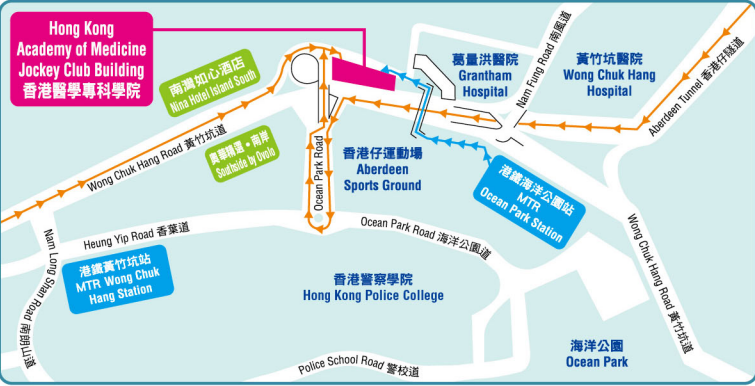 Hong Kong
Academy of Medicine
Jockey Club Building
香港醫學專科學院
南灣如心酒店
Nina Hotel Island South
葛量洪醫院
Grantham
Hospital
Nam Fung Road 南風道
黃竹坑醫院
Wong Chuk Hang
Hospital
Aberdeen Tunnel 香港仔隧道
Wong Chuk Hang Road 黃竹坑道
奧華精選 • 南岸
Southside by Ovolo
Ocean Park Road
香港仔運動場
Aberdeen
Sports Ground
港鐵海洋公園站
MTR
Ocean Park Station
Nam Long Shan Road 南朗山道
Heung Yip Road 香葉道
Ocean Park Road 海洋公園道
Wong Chuk Hang Road 黃竹坑道
港鐵黃竹坑站
MTR Wong Chuk
Hang Station
香港警察學院
Hong Kong Police College
海洋公園
Ocean Park
Police School Road 警校道